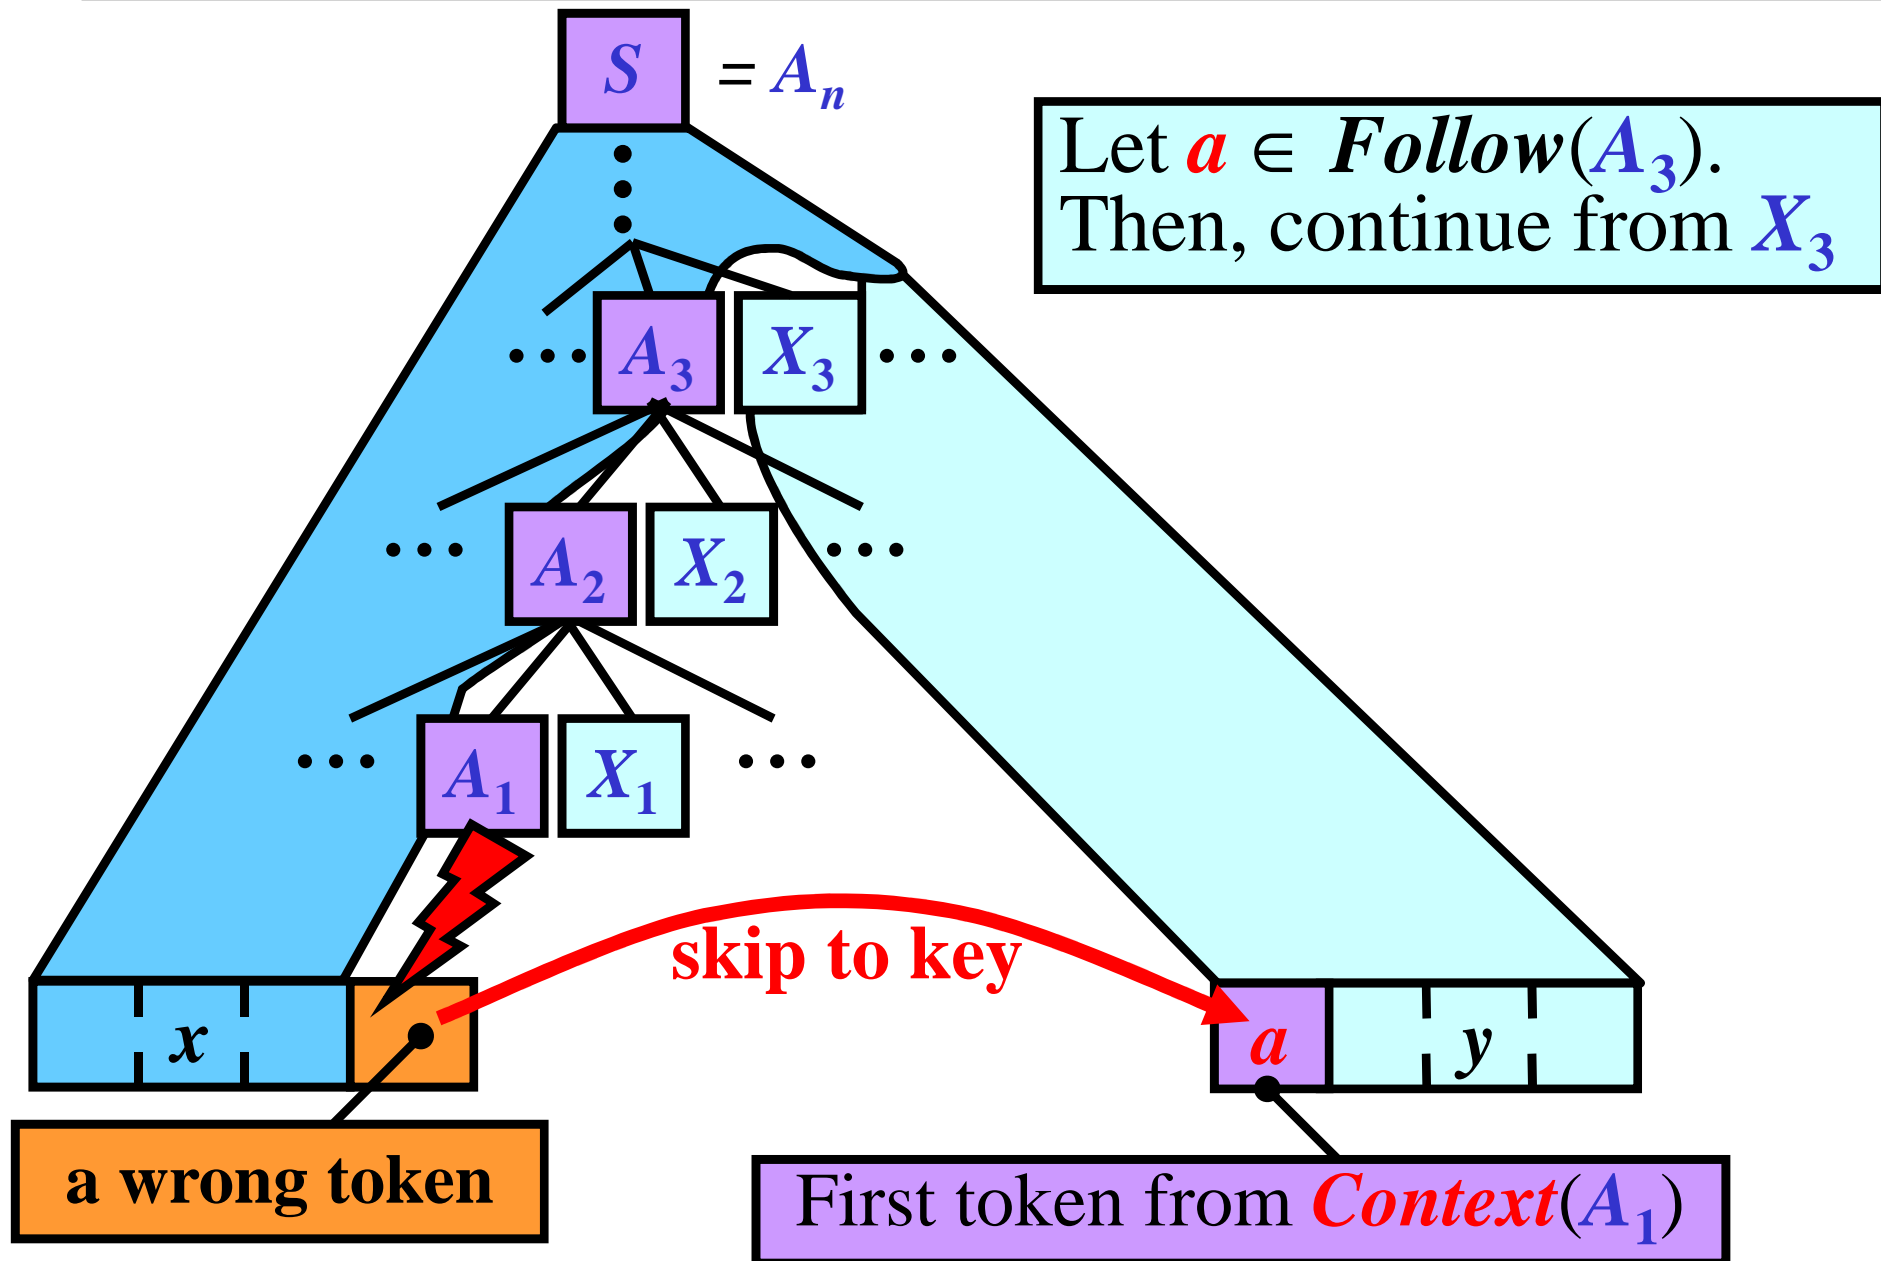 S = Aₙ
Let a ∈ Follow(A₃).
Then, continue from X₃
A₃ X₃
A₂ X₂
A₁ X₁
skip to key
x a y
a wrong token
First token from Context(A₁)